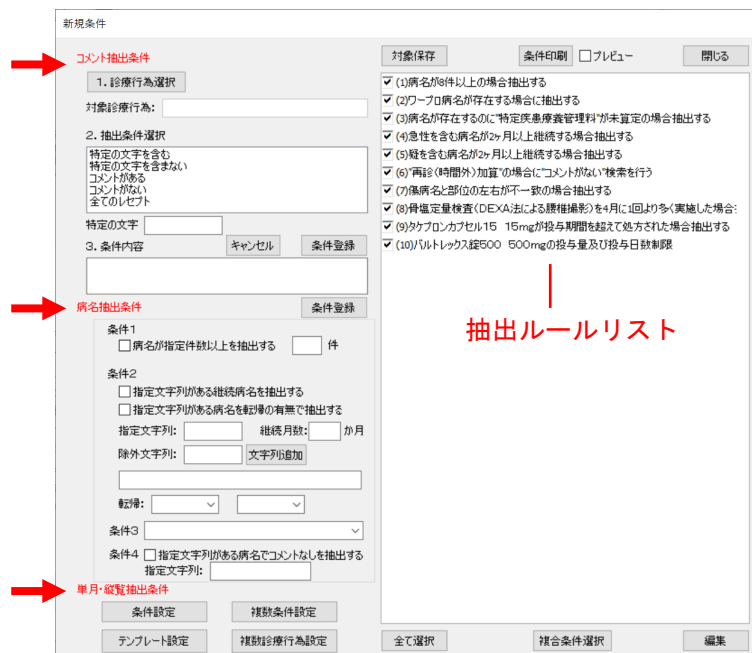 新規条件
コメント抽出条件
1.診療行為選択
対象診療行為:
2.抽出条件選択
特定の文字を含む
特定の文字を含まない
コメントがある
コメントがない
全てのレセプト
特定の文字
3.条件内容
キャンセル
条件登録
病名抽出条件
条件登録
条件1
病名が指定件数以上を抽出する 件
条件2
指定文字列がある継続病名を抽出する
指定文字列がある病名を転帰の有無で抽出する
指定文字列: 継続月数: か月
除外文字列: 文字列追加
転帰:
条件3
条件4 指定文字列がある病名でコメントなしを抽出する
指定文字列:
単月・縦覧抽出条件
条件設定
複数条件設定
テンプレート設定
複数診療行為設定
対象保存
条件印刷
プレビュー
閉じる
(1)病名が8件以上の場合抽出する
(2)ワープロ病名が存在する場合に抽出する
(3)病名が存在するのに"特定疾患療養管理料"が未算定の場合抽出する
(4)急性を含む病名が2ヶ月以上継続する場合抽出する
(5)疑を含む病名が2ヶ月以上継続する場合抽出する
(6)"再診(時間外)加算"の場合に"コメントがない"検索を行う
(7)傷病名と部位の左右が不一致の場合抽出する
(8)骨塩定量検査(DEXA法による腰椎撮影)を4月に1回より多く実施した場合:
(9)タケプロンカプセル15 15mgが投与期間を超えて処方された場合抽出する
(10)バルトレックス錠500 500mgの投与量及び投与日数制限
抽出ルールリスト
全て選択
複合条件選択
編集